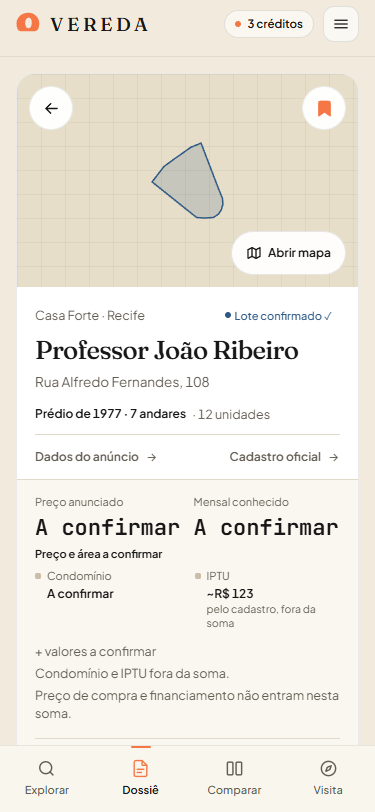 VEREDA
3 créditos
Abrir mapa
Casa Forte · Recife
Lote confirmado ✓
Professor João Ribeiro
Rua Alfredo Fernandes, 108
Prédio de 1977 · 7 andares · 12 unidades
Dados do anúncio →
Cadastro oficial →
Preço anunciado
A confirmar
Preço e área a confirmar
Mensal conhecido
A confirmar
Condomínio
A confirmar
IPTU
~R$ 123
pelo cadastro, fora da
soma
+ valores a confirmar
Condomínio e IPTU fora da soma.
Preço de compra e financiamento não entram nesta
soma.
Explorar
Dossiê
Comparar
Visita